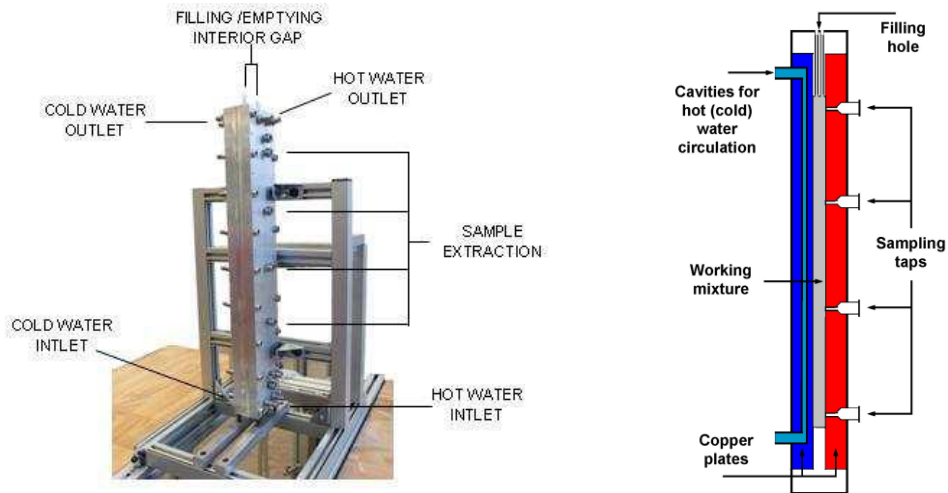 FILLING /EMPTYING
INTERIOR GAP
HOT WATER
OUTLET
COLD WATER
OUTLET
SAMPLE
EXTRACTION
COLD WATER
INTLET
HOT WATER
INTLET
Filling
hole
Cavities for
hot (cold)
water
circulation
Sampling
taps
Working
mixture
Copper
plates